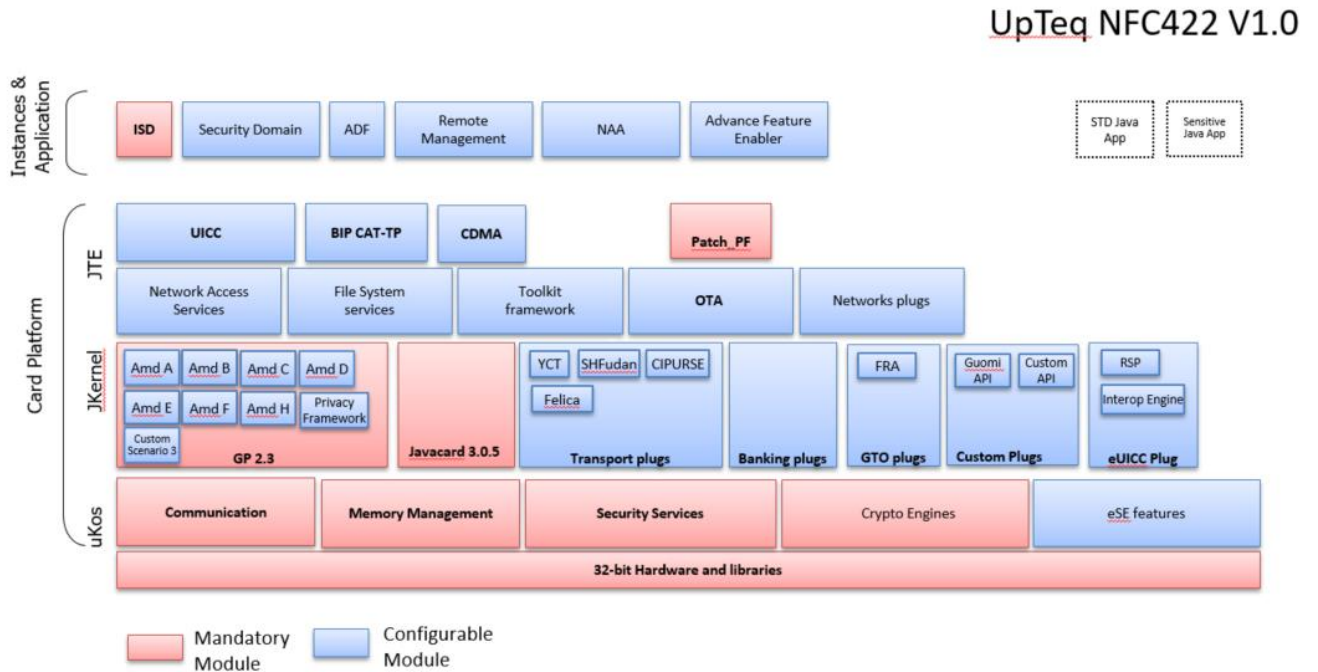 UpTeq NFC422 V1.0
Instances &
Application
ISD
Security Domain
ADF
Remote
Management
NAA
Advance Feature
Enabler
STD Java
App
Sensitive
Java App
Card Platform
JTE
UICC
BIP CAT-TP
CDMA
Patch_PF
Network Access
Services
File System
services
Toolkit
framework
OTA
Networks plugs
JKernel
Amd A
Amd B
Amd C
Amd D
Amd E
Amd F
Amd H
Privacy
Framework
Custom
Scenario 3
GP 2.3
Javacard 3.0.5
YCT
SHFudan
CIPURSE
Felica
Transport plugs
Banking plugs
FRA
GTO plugs
Guomi
API
Custom
API
Custom Plugs
RSP
Interop Engine
eUICC Plug
uKos
Communication
Memory Management
Security Services
Crypto Engines
eSE features
32-bit Hardware and libraries
Mandatory
Module
Configurable
Module